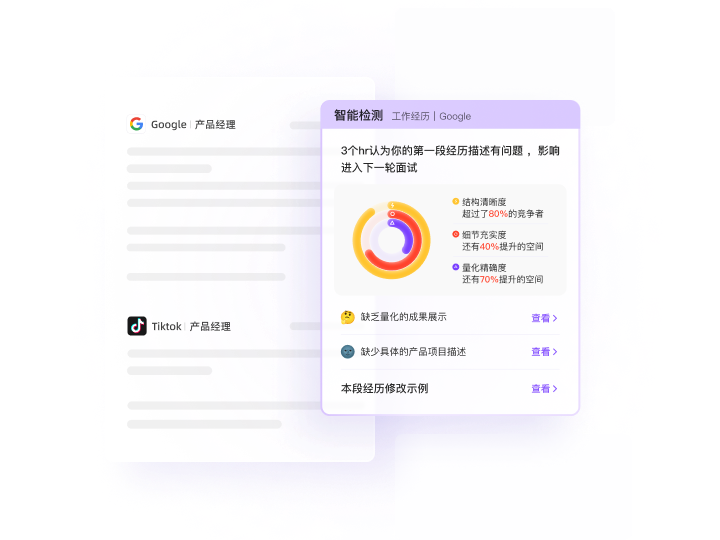 Google | 产品经理
智能检测 工作经历 | Google
3个hr认为你的第一段经历描述有问题，影响
进入下一轮面试
结构清晰度
超过了80%的竞争者
细节充实度
还有40%提升的空间
量化精确度
还有70%提升的空间
缺乏量化的成果展示 查看
Tiktok | 产品经理
缺少具体的产品项目描述 查看
本段经历修改示例 查看